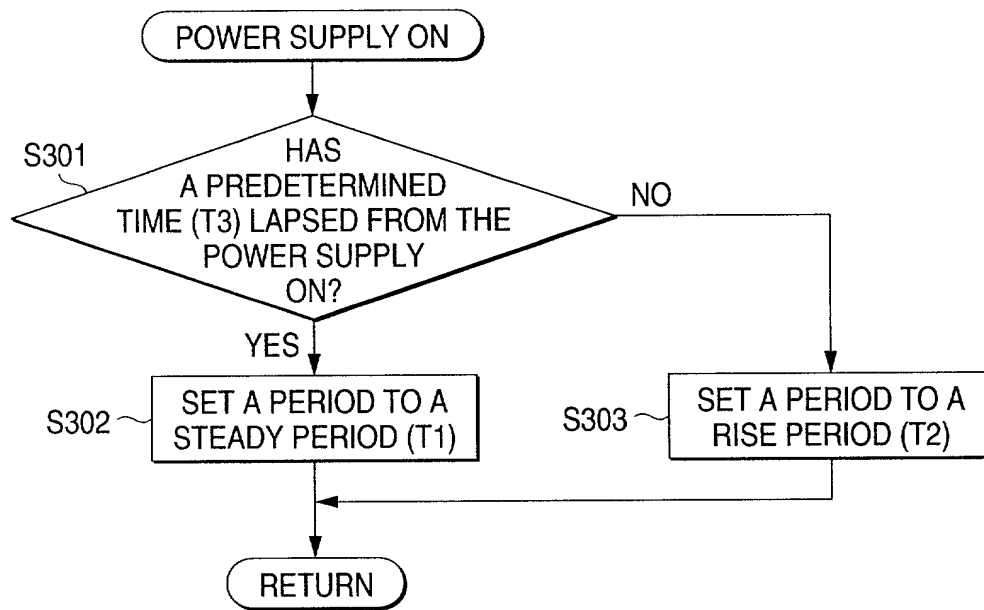 POWER SUPPLY ON
S301
HAS
A PREDETERMINED
TIME (T3) LAPSED FROM THE
POWER SUPPLY
ON?
NO
YES
S302
SET A PERIOD TO A
STEADY PERIOD (T1)
S303
SET A PERIOD TO A
RISE PERIOD (T2)
RETURN